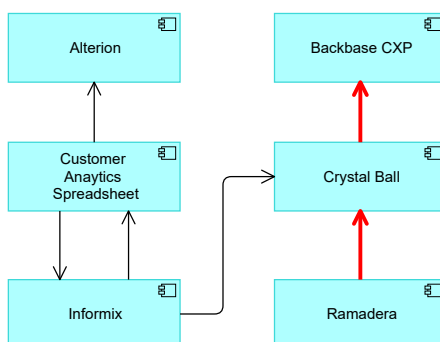 Alterion
Backbase CXP
Customer
Anaytics
Spreadsheet
Crystal Ball
Informix
Ramadera